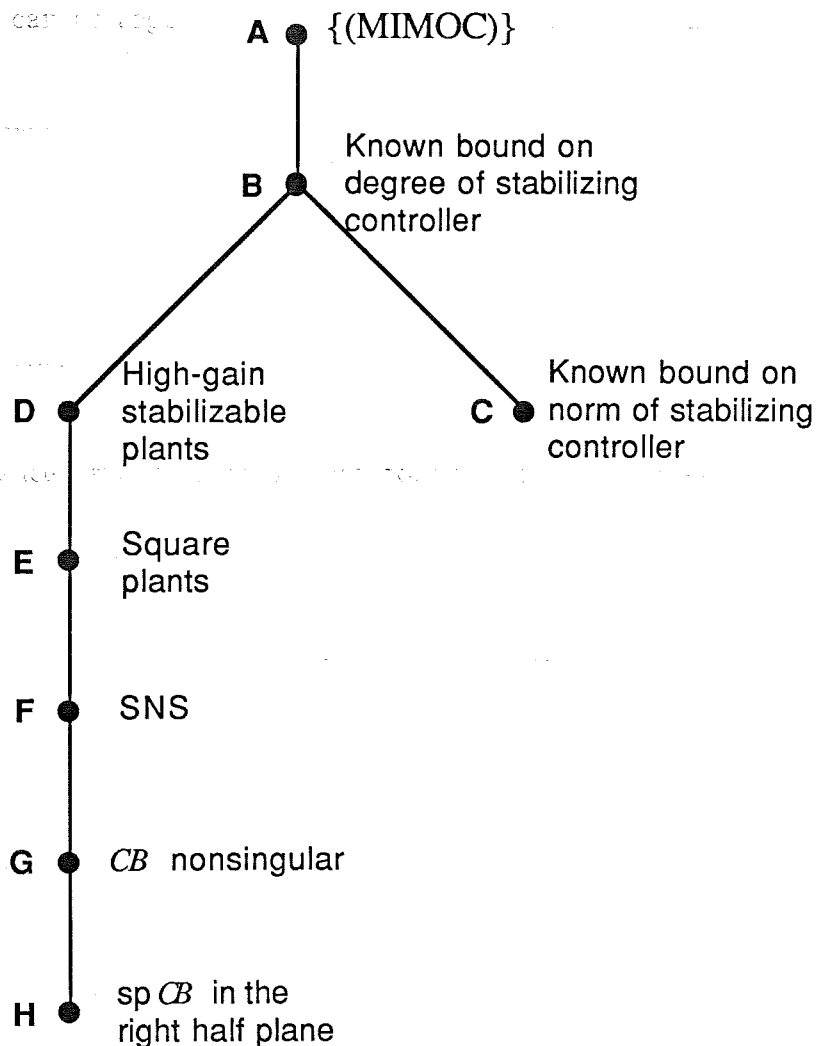 A {(MIMOC)}
B
Known bound on
degree of stabilizing
controller
D
High-gain
stabilizable
plants
C
Known bound on
norm of stabilizing
controller
E
Square
plants
F SNS
G CB nonsingular
H
sp CB in the
right half plane